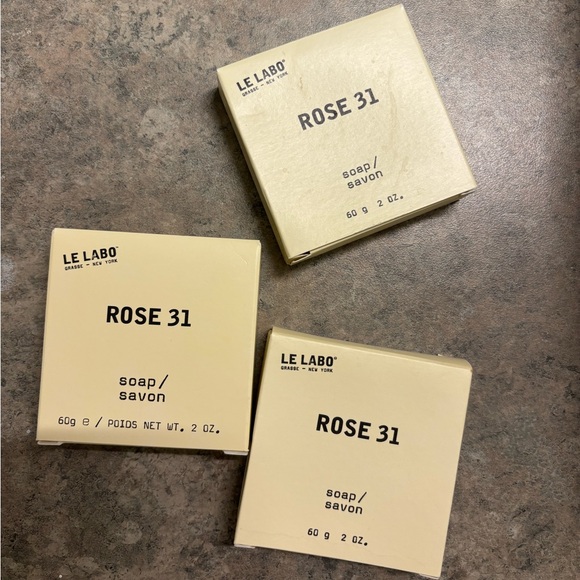 LE LABO®
GRASSE — NEW YORK
ROSE 31
soap/
savon
60 g 2 OZ.
LE LABO™
GRASSE — NEW YORK
ROSE 31
soap/
savon
60g ℮ / POIDS NET WT. 2 OZ.
LE LABO®
GRASSE — NEW YORK
ROSE 31
soap/
savon
60 g 2 OZ.